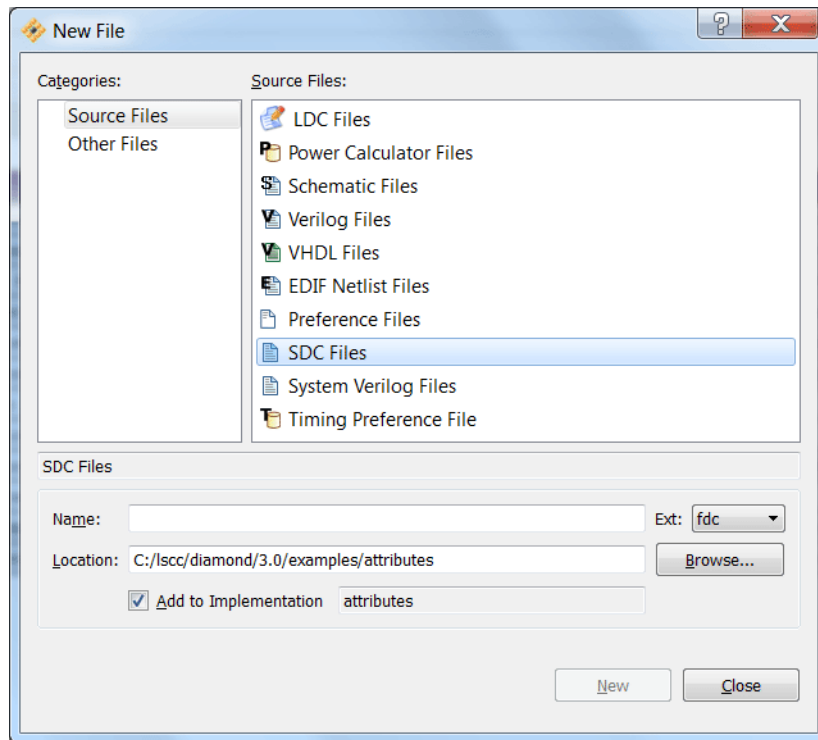 New File
Categories:
Source Files:
Source Files
Other Files
LDC Files
Power Calculator Files
Schematic Files
Verilog Files
VHDL Files
EDIF Netlist Files
Preference Files
SDC Files
System Verilog Files
Timing Preference File
SDC Files
Name:
Ext: fdc
Location: C:/lscc/diamond/3.0/examples/attributes
Browse...
Add to Implementation attributes
New
Close